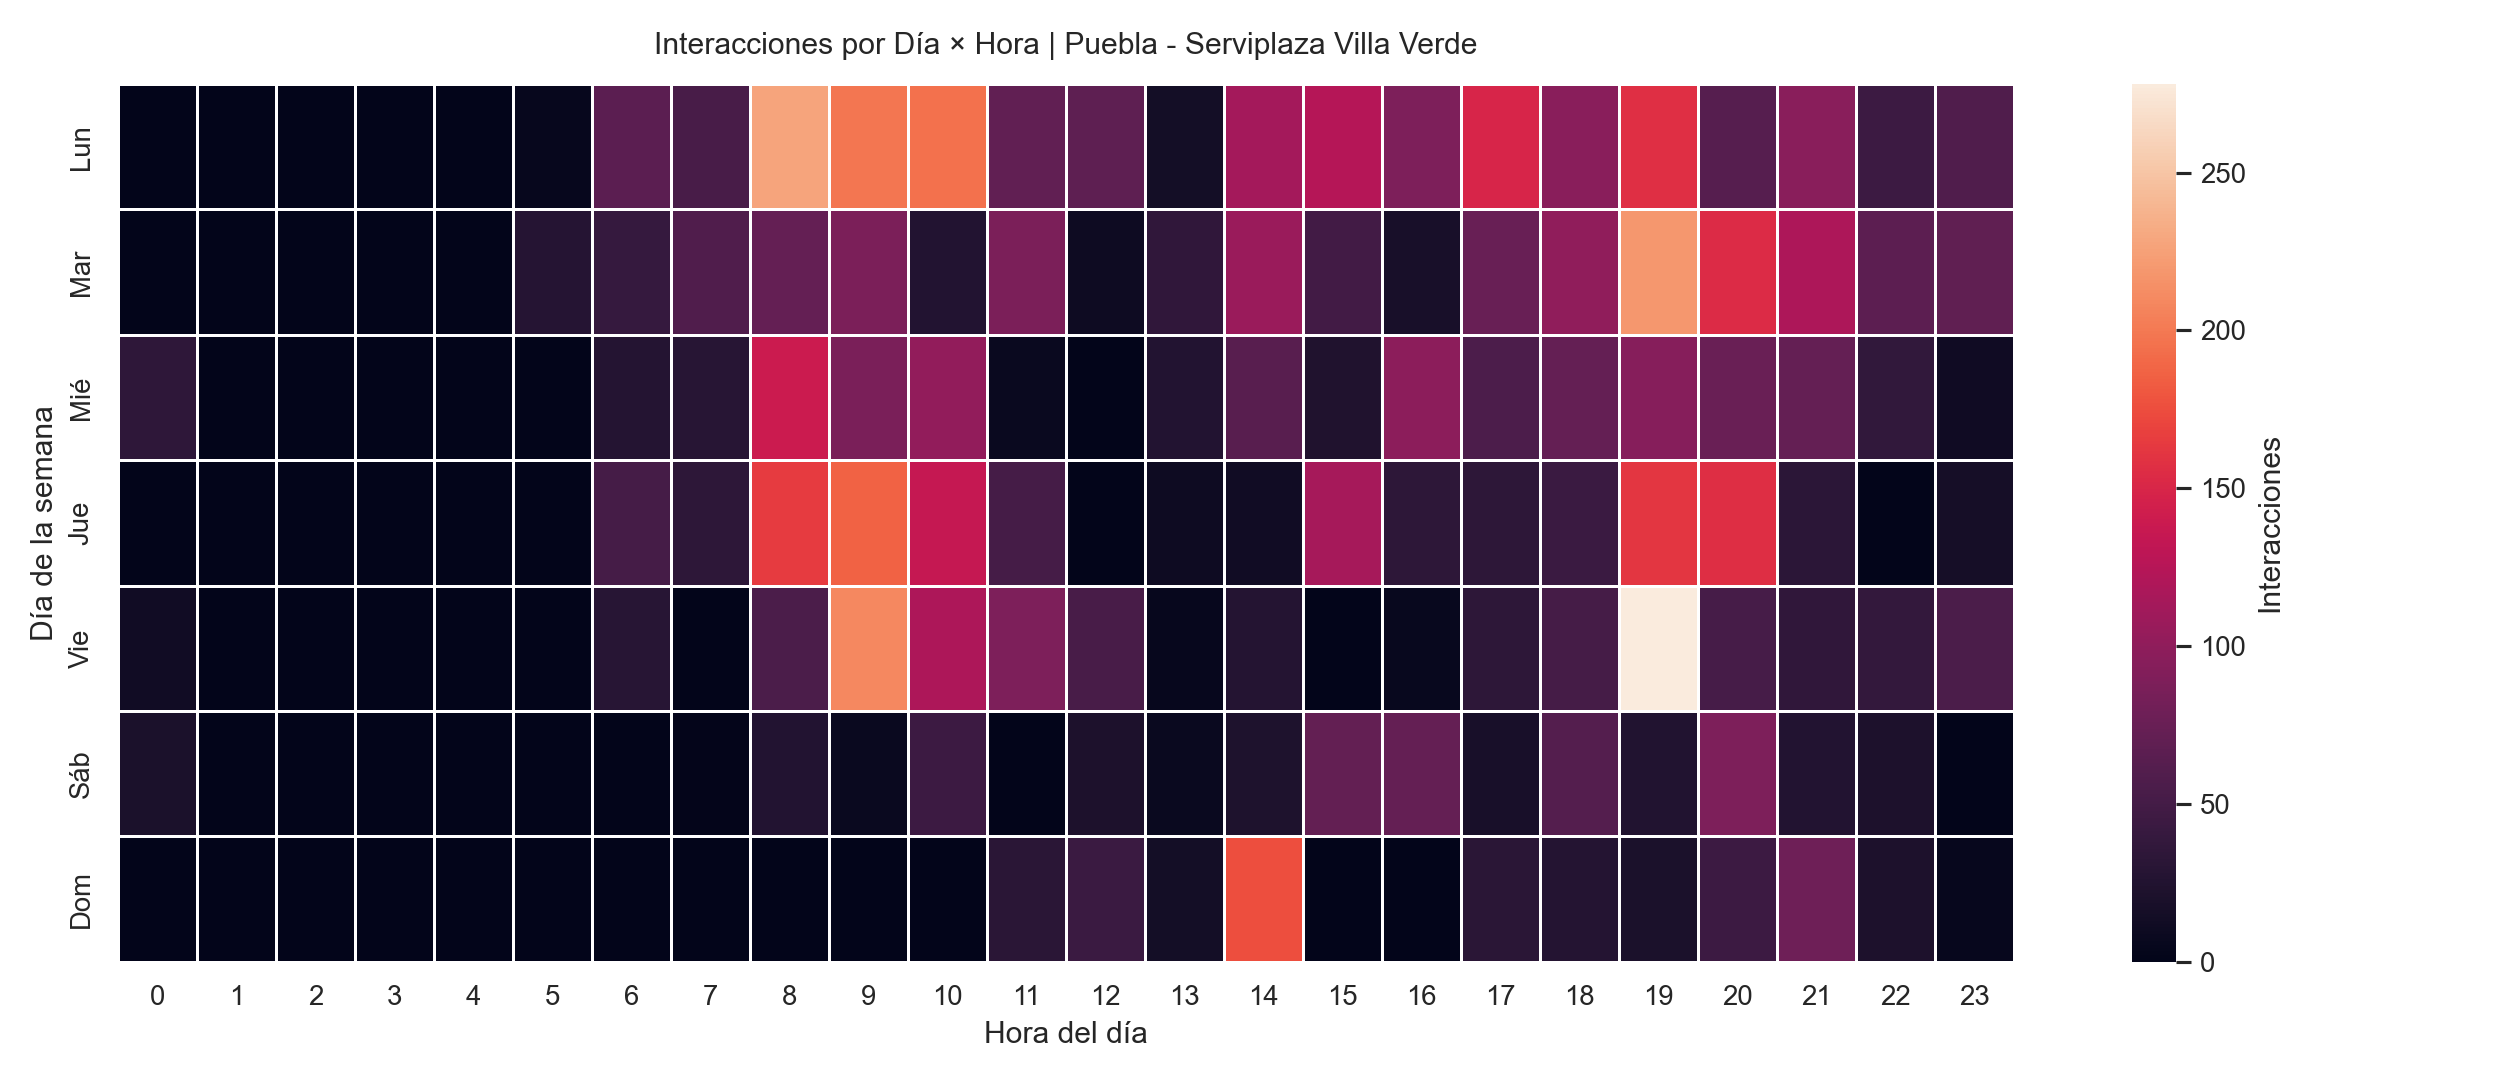 Interacciones por Día × Hora | Puebla - Serviplaza Villa Verde
Día de la semana
Lun
Mar
Mié
Jue
Vie
Sáb
Dom
0 1 2 3 4 5 6 7 8 9 10 11 12 13 14 15 16 17 18 19 20 21 22 23
Hora del día
250
200
150
100
50
0
Interacciones